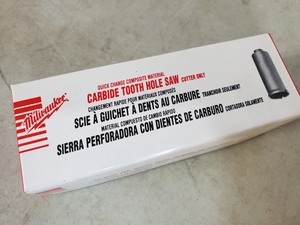 Milwaukee
QUICK CHANGE COMPOSITE MATERIAL
CARBIDE TOOTH HOLE SAW CUTTER ONLY
CHANGEMENT RAPIDE POUR MATÉRIAUX COMPOSÉS
SCIE À GUICHET À DENTS AU CARBURE TRANCHOIR SEULEMENT
MATERIAL COMPUESTO DE CAMBIO RAPIDO
SIERRA PERFORADORA CON DIENTES DE CARBURO CORTADORA SOLAMENTE